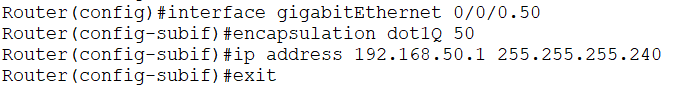 Router(config)#interface gigabitEthernet 0/0/0.50
Router(config-subif)#encapsulation dot1Q 50
Router(config-subif)#ip address 192.168.50.1 255.255.255.240
Router(config-subif)#exit